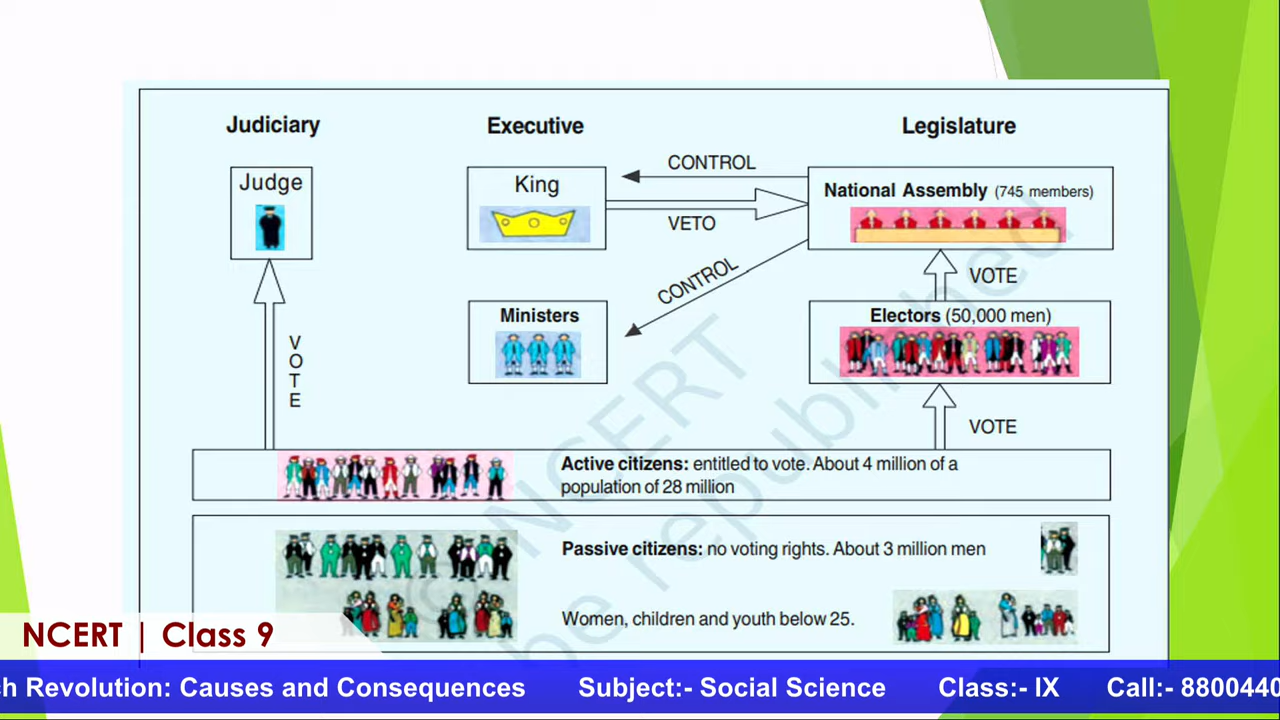 Judiciary
Executive
Legislature
Judge
King
CONTROL
VETO
National Assembly (745 members)
CONTROL
VOTE
Ministers
Electors (50,000 men)
VOTE
VOTE
Active citizens: entitled to vote. About 4 million of a
population of 28 million
Passive citizens: no voting rights. About 3 million men
Women, children and youth below 25.
NCERT
be republished
NCERT | Class 9
Revolution: Causes and Consequences Subject:- Social Science Class:- IX Call:- 8800440